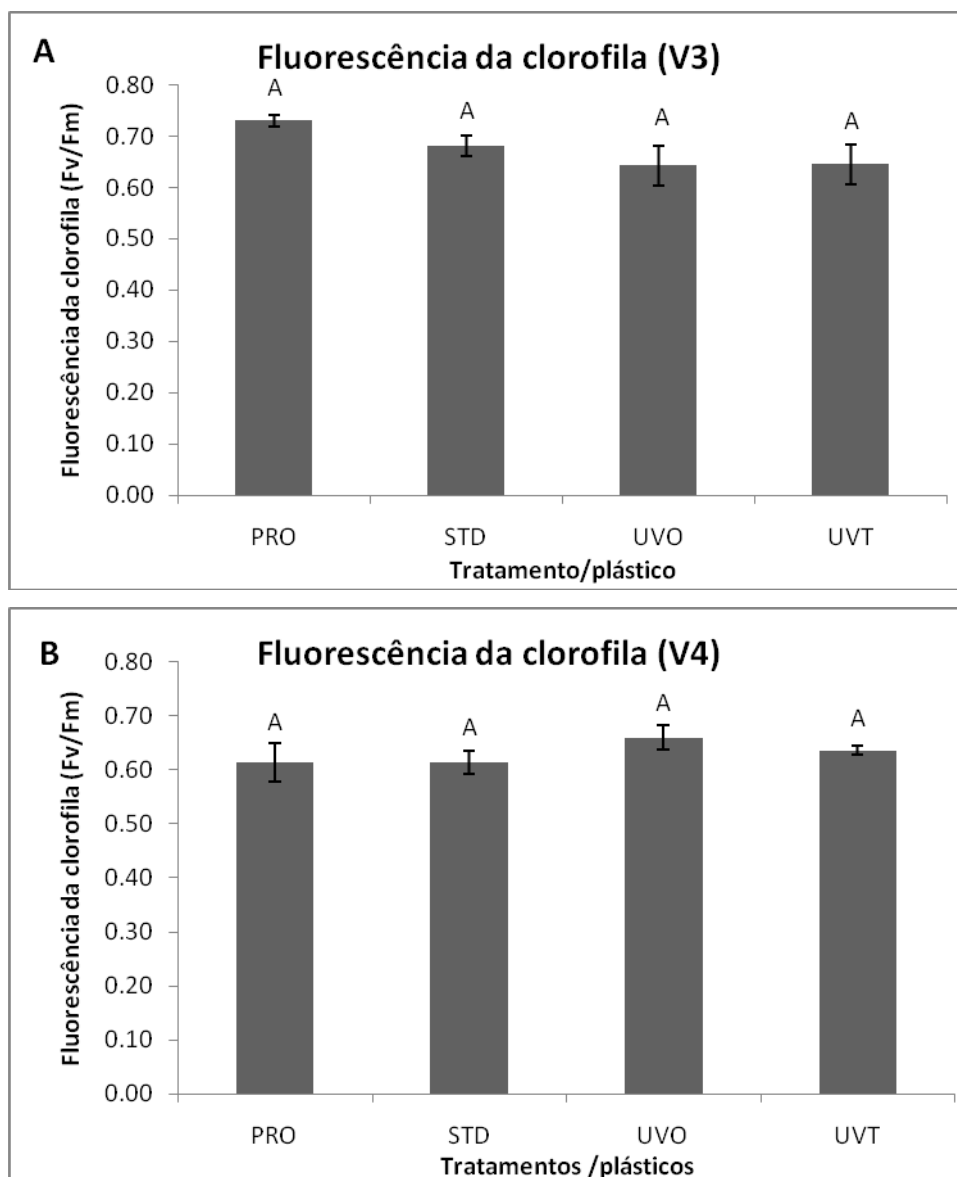 A
Fluorescência da clorofila (V3)
Fluorescência da clorofila (Fv/Fm)
0.80
0.70
0.60
0.50
0.40
0.30
0.20
0.10
0.00
A
A
A
A
PRO STD UVO UVT
Tratamento/plástico
B
Fluorescência da clorofila (V4)
Fluorescência da clorofila (Fv/Fm)
0.80
0.70
0.60
0.50
0.40
0.30
0.20
0.10
0.00
A
A
A
A
PRO STD UVO UVT
Tratamentos /plásticos